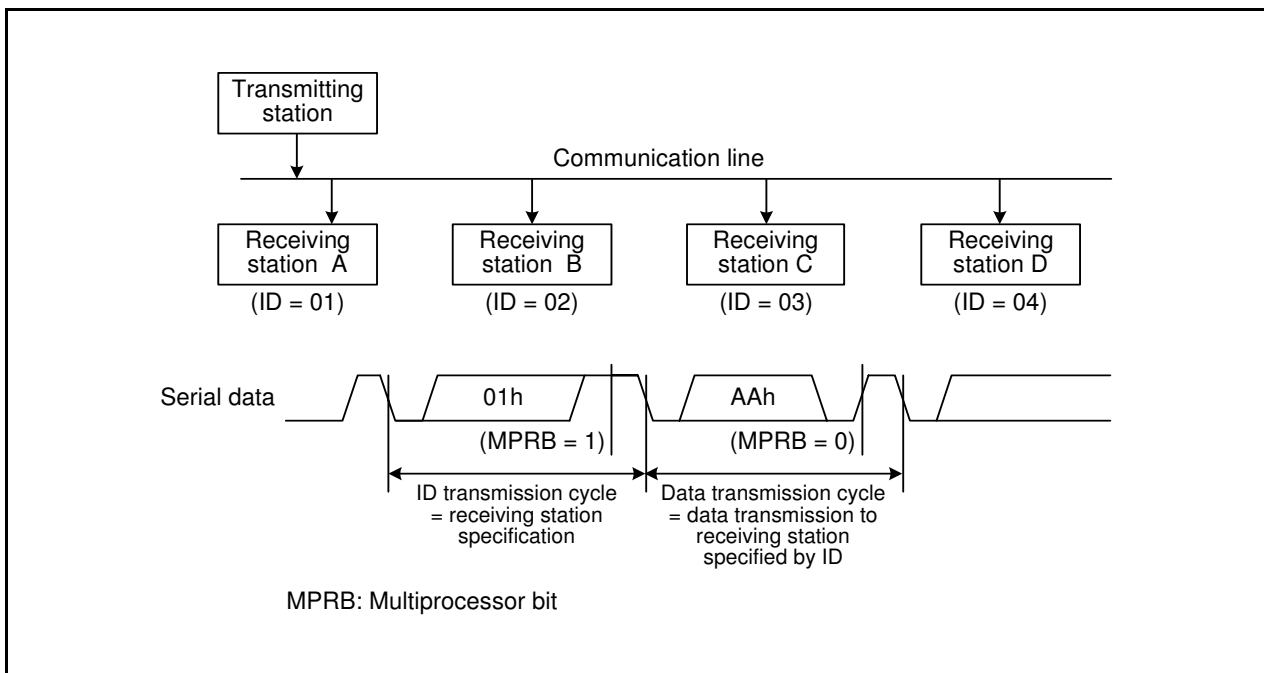 Transmitting
station
Communication line
Receiving
station A
(ID = 01)
Receiving
station B
(ID = 02)
Receiving
station C
(ID = 03)
Receiving
station D
(ID = 04)
Serial data
01h
AAh
(MPRB = 1)
(MPRB = 0)
ID transmission cycle
= receiving station
specification
Data transmission cycle
= data transmission to
receiving station
specified by ID
MPRB: Multiprocessor bit